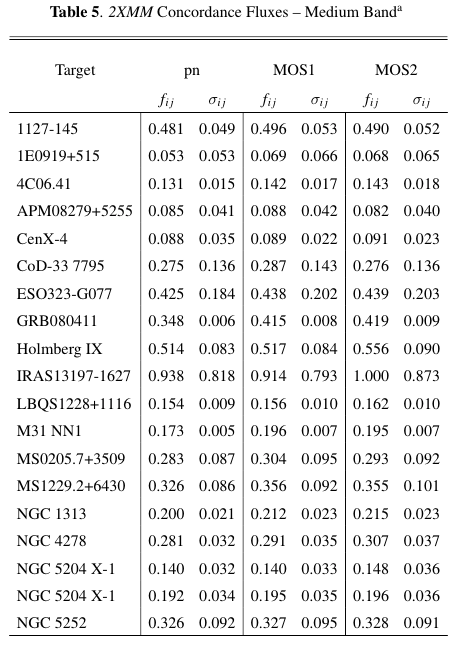 Table 5. 2XMM Concordance Fluxes – Medium Bandᵃ
Target pn MOS1 MOS2
fij σij fij σij fij σij
1127-145 0.481 0.049 0.496 0.053 0.490 0.052
1E0919+515 0.053 0.053 0.069 0.066 0.068 0.065
4C06.41 0.131 0.015 0.142 0.017 0.143 0.018
APM08279+5255 0.085 0.041 0.088 0.042 0.082 0.040
CenX-4 0.088 0.035 0.089 0.022 0.091 0.023
CoD-33 7795 0.275 0.136 0.287 0.143 0.276 0.136
ESO323-G077 0.425 0.184 0.438 0.202 0.439 0.203
GRB080411 0.348 0.006 0.415 0.008 0.419 0.009
Holmberg IX 0.514 0.083 0.517 0.084 0.556 0.090
IRAS13197-1627 0.938 0.818 0.914 0.793 1.000 0.873
LBQS1228+1116 0.154 0.009 0.156 0.010 0.162 0.010
M31 NN1 0.173 0.005 0.196 0.007 0.195 0.007
MS0205.7+3509 0.283 0.087 0.304 0.095 0.293 0.092
MS1229.2+6430 0.326 0.086 0.356 0.092 0.355 0.101
NGC 1313 0.200 0.021 0.212 0.023 0.215 0.023
NGC 4278 0.281 0.032 0.291 0.035 0.307 0.037
NGC 5204 X-1 0.140 0.032 0.140 0.033 0.148 0.036
NGC 5204 X-1 0.192 0.034 0.195 0.035 0.196 0.036
NGC 5252 0.326 0.092 0.327 0.095 0.328 0.091